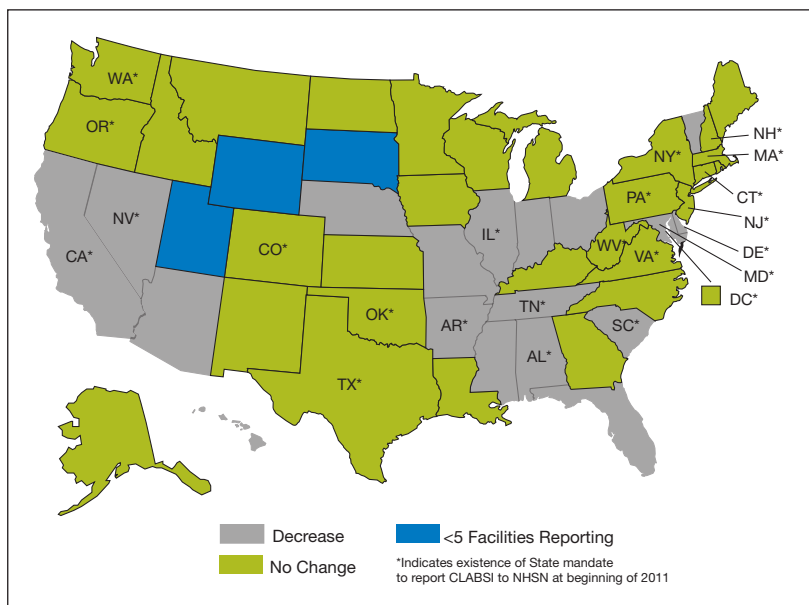 WA*
OR*
NH*
MA*
NY*
CT*
PA*
NJ*
NV*
IL*
DE*
CO*
WV*
VA*
CA*
MD*
DC*
OK*
TN*
AR*
SC*
AL*
TX*
Decrease
<5 Facilities Reporting
No Change
*Indicates existence of State mandate
to report CLABSI to NHSN at beginning of 2011